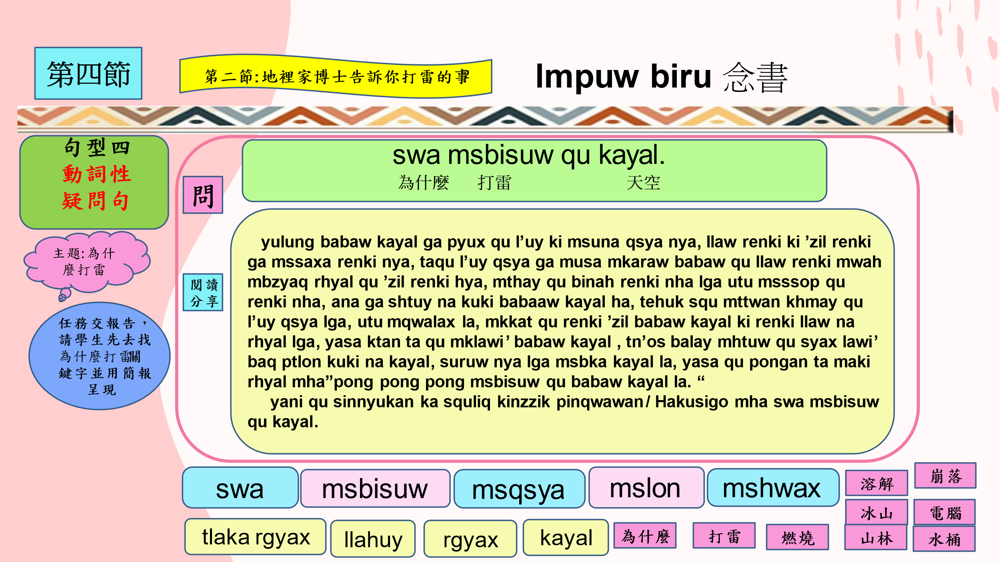 第四節
第二節:地裡家博士告訴你打雷的事
lmpuw biru 念書
句型四
動詞性
疑問句
主題:為什
麼打雷
任務交報告，
請學生先去找
為什麼打雷關
鍵字並用簡報
呈現
問
swa msbisuw qu kayal.
為什麼 打雷 天空
閱讀
分享
yulung babaw kayal ga pyux qu l’uy ki msuna qsya nya, llaw renki ki ’zil renki
ga mssaxa renki nya, taqu l’uy qsya ga musa mkaraw babaw qu llaw renki mwah
mbzyaq rhyal qu ’zil renki hya, mthay qu binah renki nha lga utu msssop qu
renki nha, ana ga shtuy na kuki babaaw kayal ha, tehuk squ mttwan khmay qu
l’uy qsya lga, utu mqwalax la, mkkat qu renki ’zil babaw kayal ki renki llaw na
rhyal lga, yasa ktan ta qu mklawi’ babaw kayal , tn’os balay mhtuw qu syax lawi’
baq ptlon kuki na kayal, suruw nya lga msbka kayal la, yasa qu pongan ta maki
rhyal mha”pong pong pong msbisuw qu babaw kayal la. “
yani qu sinnyukan ka squliq kinzzik pinqwawan/ Hakusigo mha swa msbisuw
qu kayal.
swa
msbisuw
msqsya
mslon
mshwax
溶解
崩落
冰山
電腦
tlaka rgyax
llahuy
rgyax
kayal
為什麼
打雷
燃燒
山林
水桶